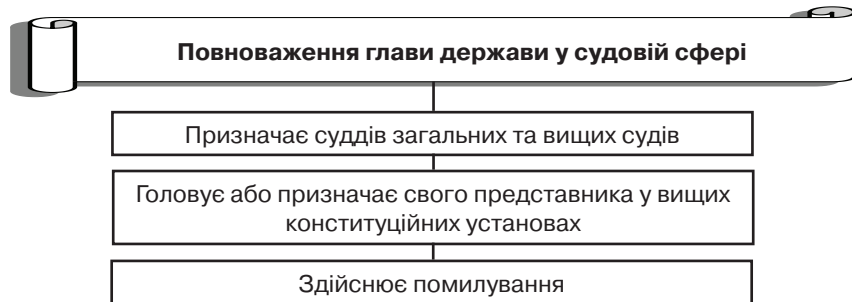 Повноваження глави держави у судовій сфері
Призначає суддів загальних та вищих судів
Головує або призначає свого представника у вищих
конституційних установах
Здійснює помилування